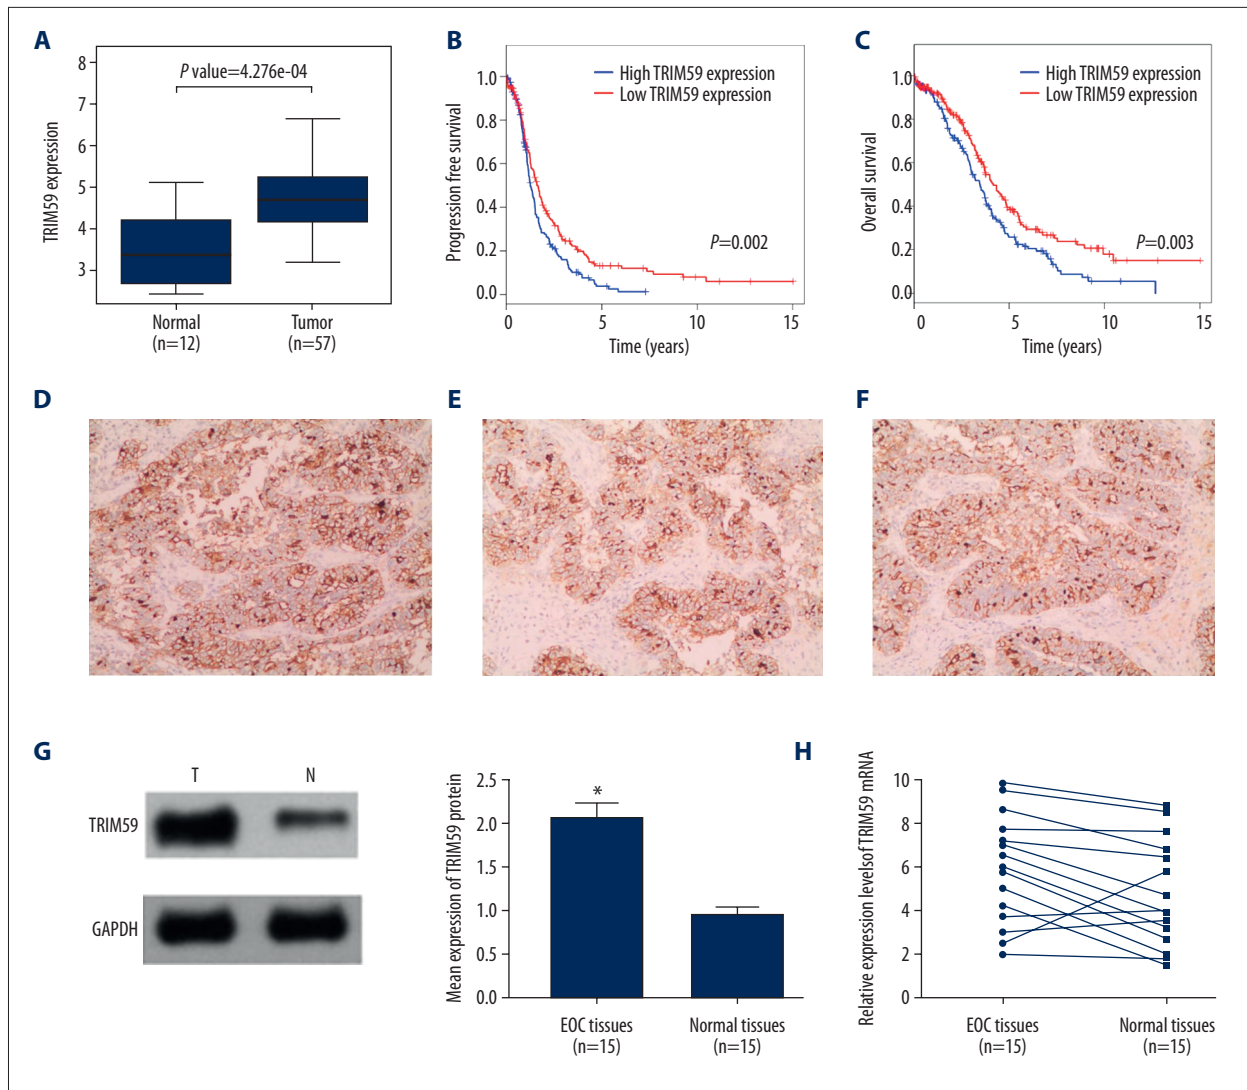 A
P value=4.276e-04
TRIM59 expression
8
7
6
5
4
3
Normal
(n=12)
Tumor
(n=57)
B
Progression free survival
1.0
0.8
0.6
0.4
0.2
0.0
High TRIM59 expression
Low TRIM59 expression
P=0.002
0
5
10
15
Time (years)
C
Overall survival
1.0
0.8
0.6
0.4
0.2
0.0
High TRIM59 expression
Low TRIM59 expression
P=0.003
0
5
10
15
Time (years)
D
E
F
G
T
N
TRIM59
GAPDH
Mean expression of TRIM59 protein
2.5
2.0
1.5
1.0
0.5
0.0
*
EOC tissues
(n=15)
Normal tissues
(n=15)
H
Relative expression levelsof TRIM59 mRNA
10
8
6
4
2
0
EOC tissues
(n=15)
Normal tissues
(n=15)